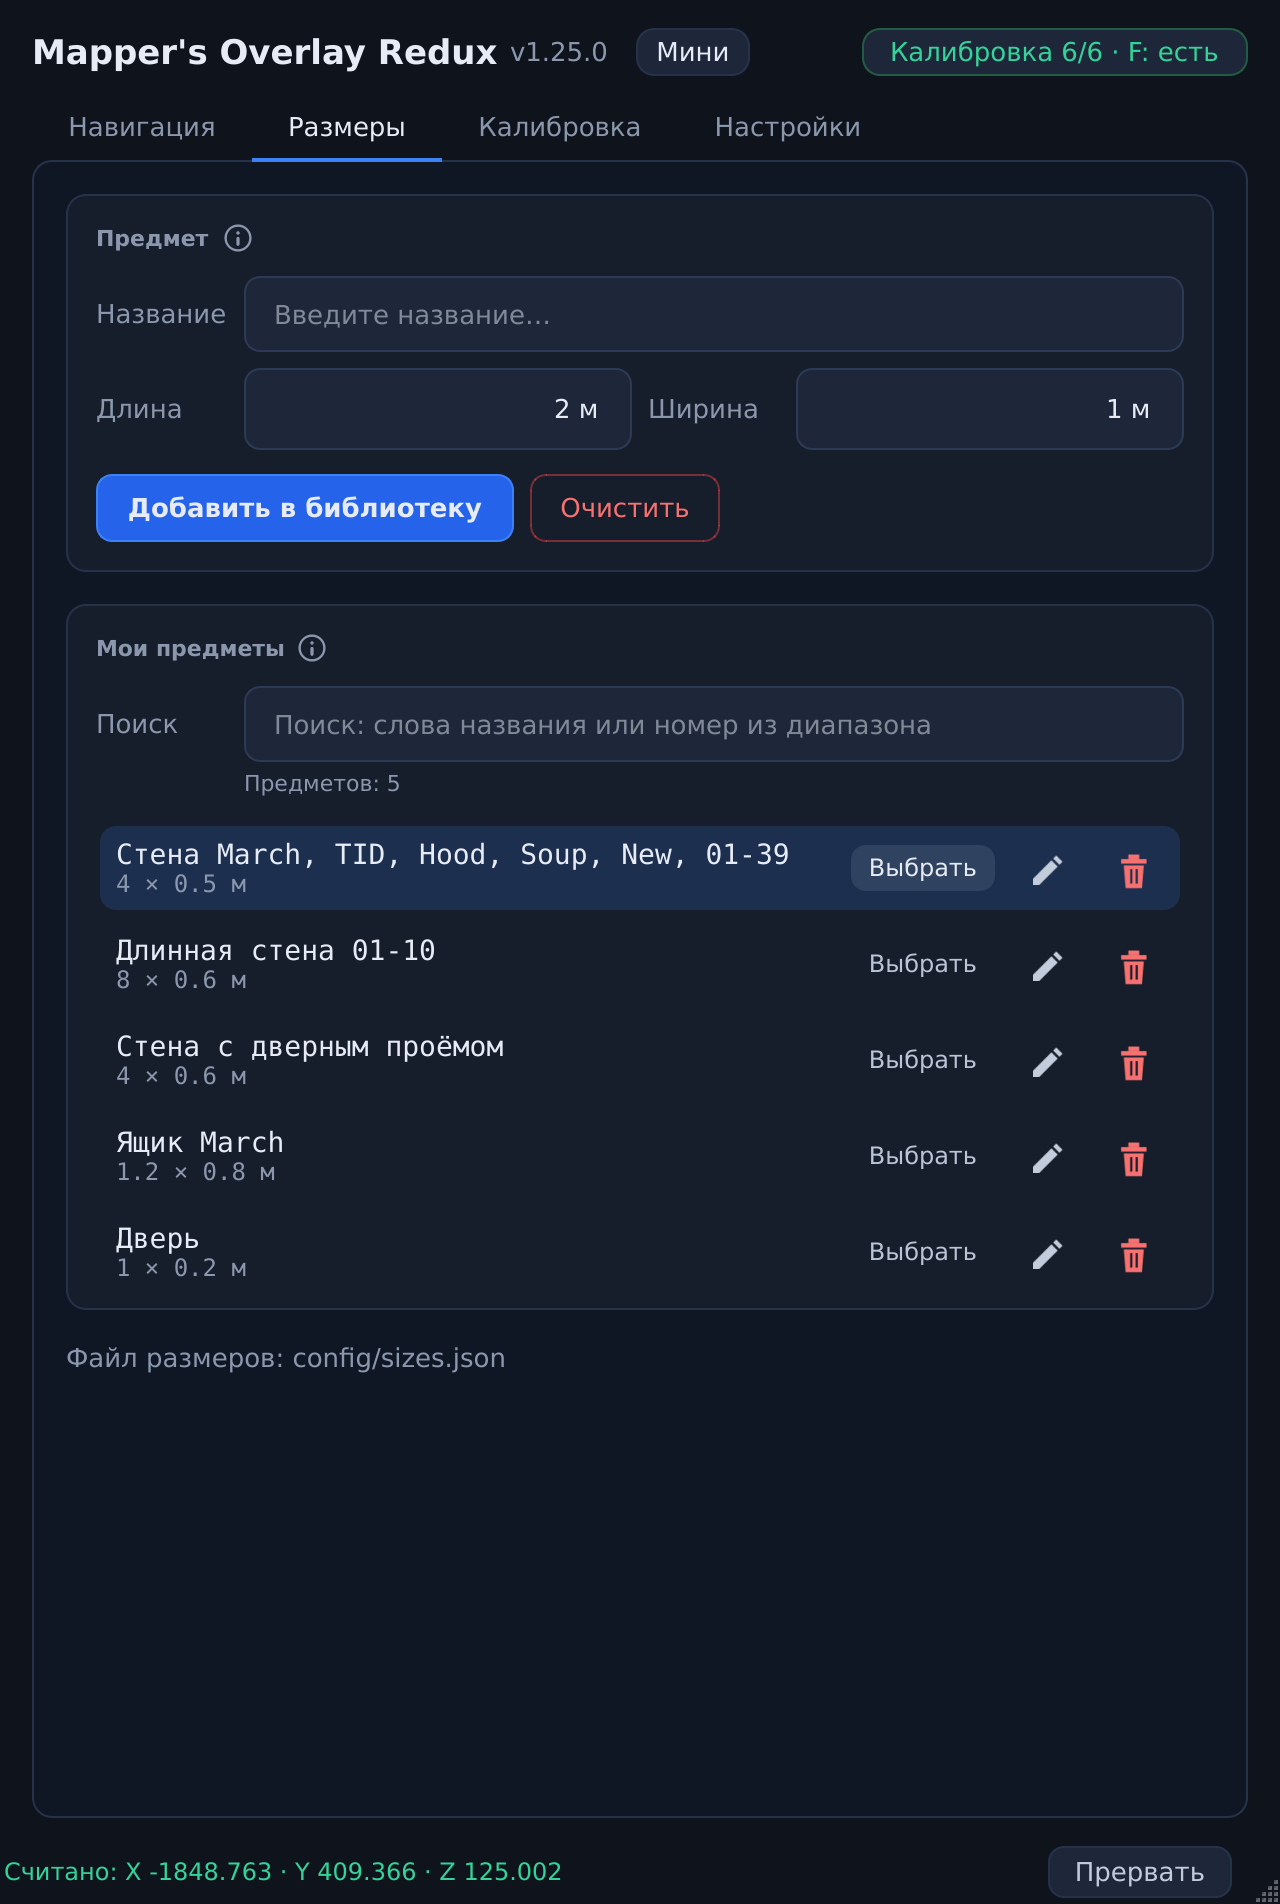 Mapper's Overlay Redux v1.25.0 Мини Калибровка 6/6 · F: есть
Навигация Размеры Калибровка Настройки
Предмет
Название Введите название...
Длина 2 м Ширина 1 м
Добавить в библиотеку Очистить
Мои предметы
Поиск Поиск: слова названия или номер из диапазона
Предметов: 5
Стена March, TID, Hood, Soup, New, 01-39 Выбрать
4 × 0.5 м
Длинная стена 01-10 Выбрать
8 × 0.6 м
Стена с дверным проёмом Выбрать
4 × 0.6 м
Ящик March Выбрать
1.2 × 0.8 м
Дверь Выбрать
1 × 0.2 м
Файл размеров: config/sizes.json
Считано: X -1848.763 · Y 409.366 · Z 125.002 Прервать